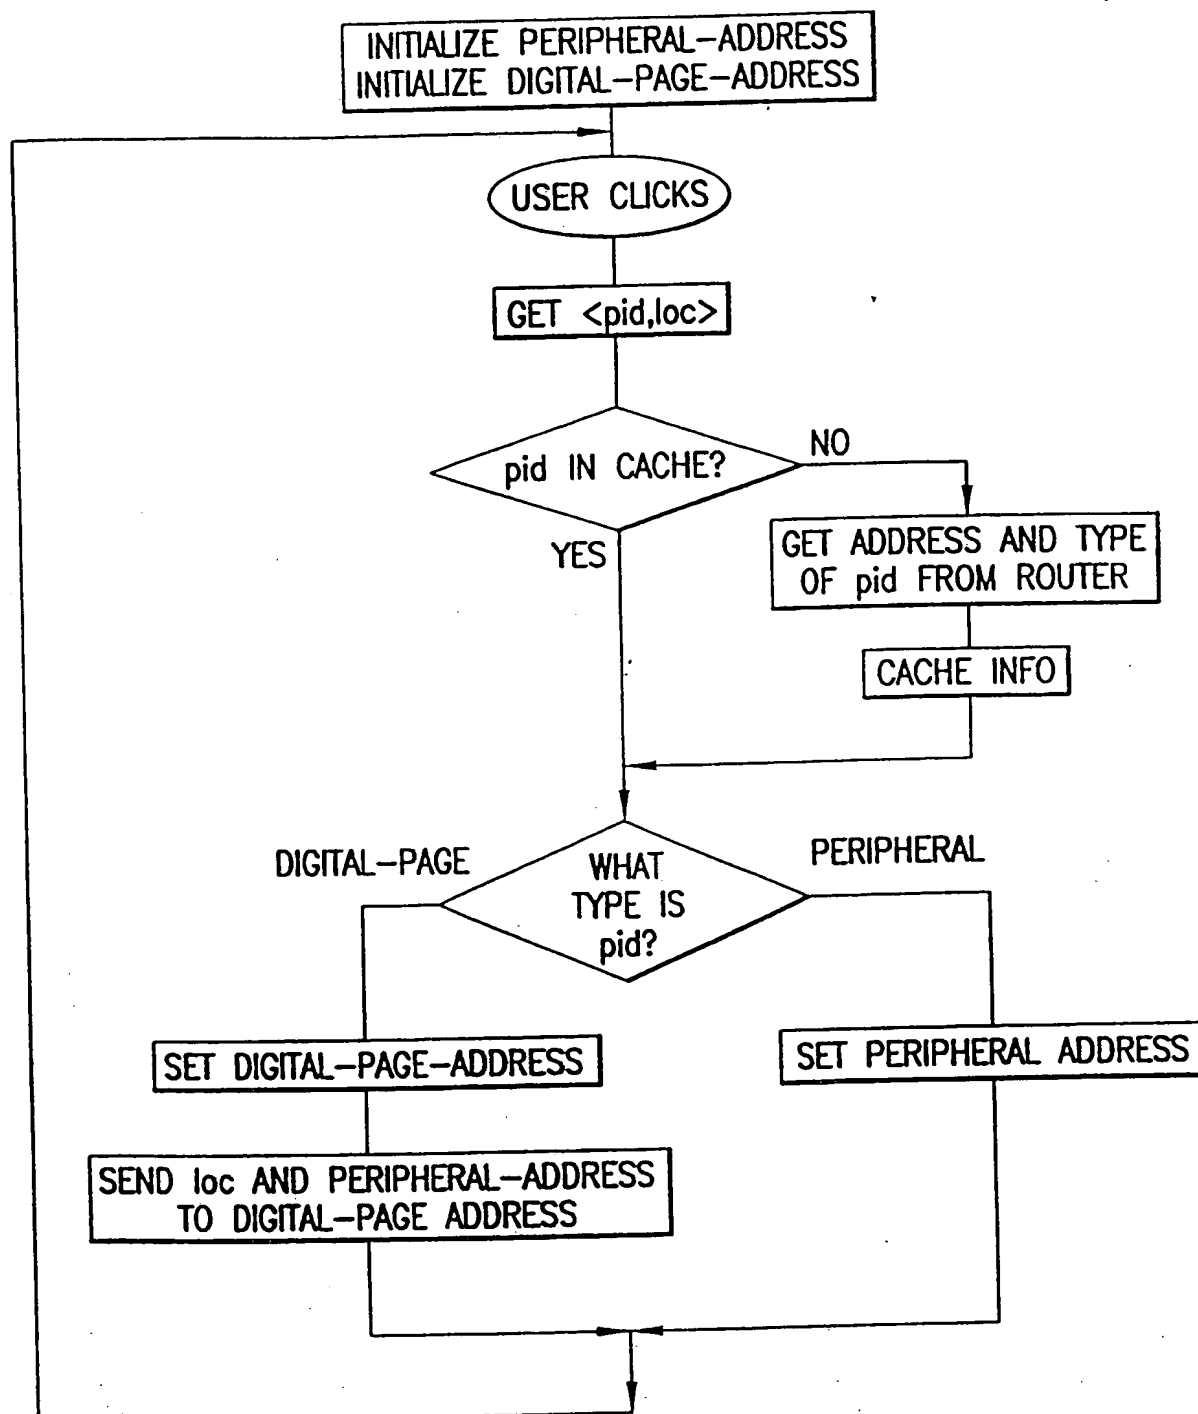 INITIALIZE PERIPHERAL-ADDRESS
INITIALIZE DIGITAL-PAGE-ADDRESS
USER CLICKS
GET <pid,loc>
pid IN CACHE?
NO
YES
GET ADDRESS AND TYPE
OF pid FROM ROUTER
CACHE INFO
DIGITAL-PAGE
WHAT
TYPE IS
pid?
PERIPHERAL
SET DIGITAL-PAGE-ADDRESS
SET PERIPHERAL ADDRESS
SEND loc AND PERIPHERAL-ADDRESS
TO DIGITAL-PAGE ADDRESS